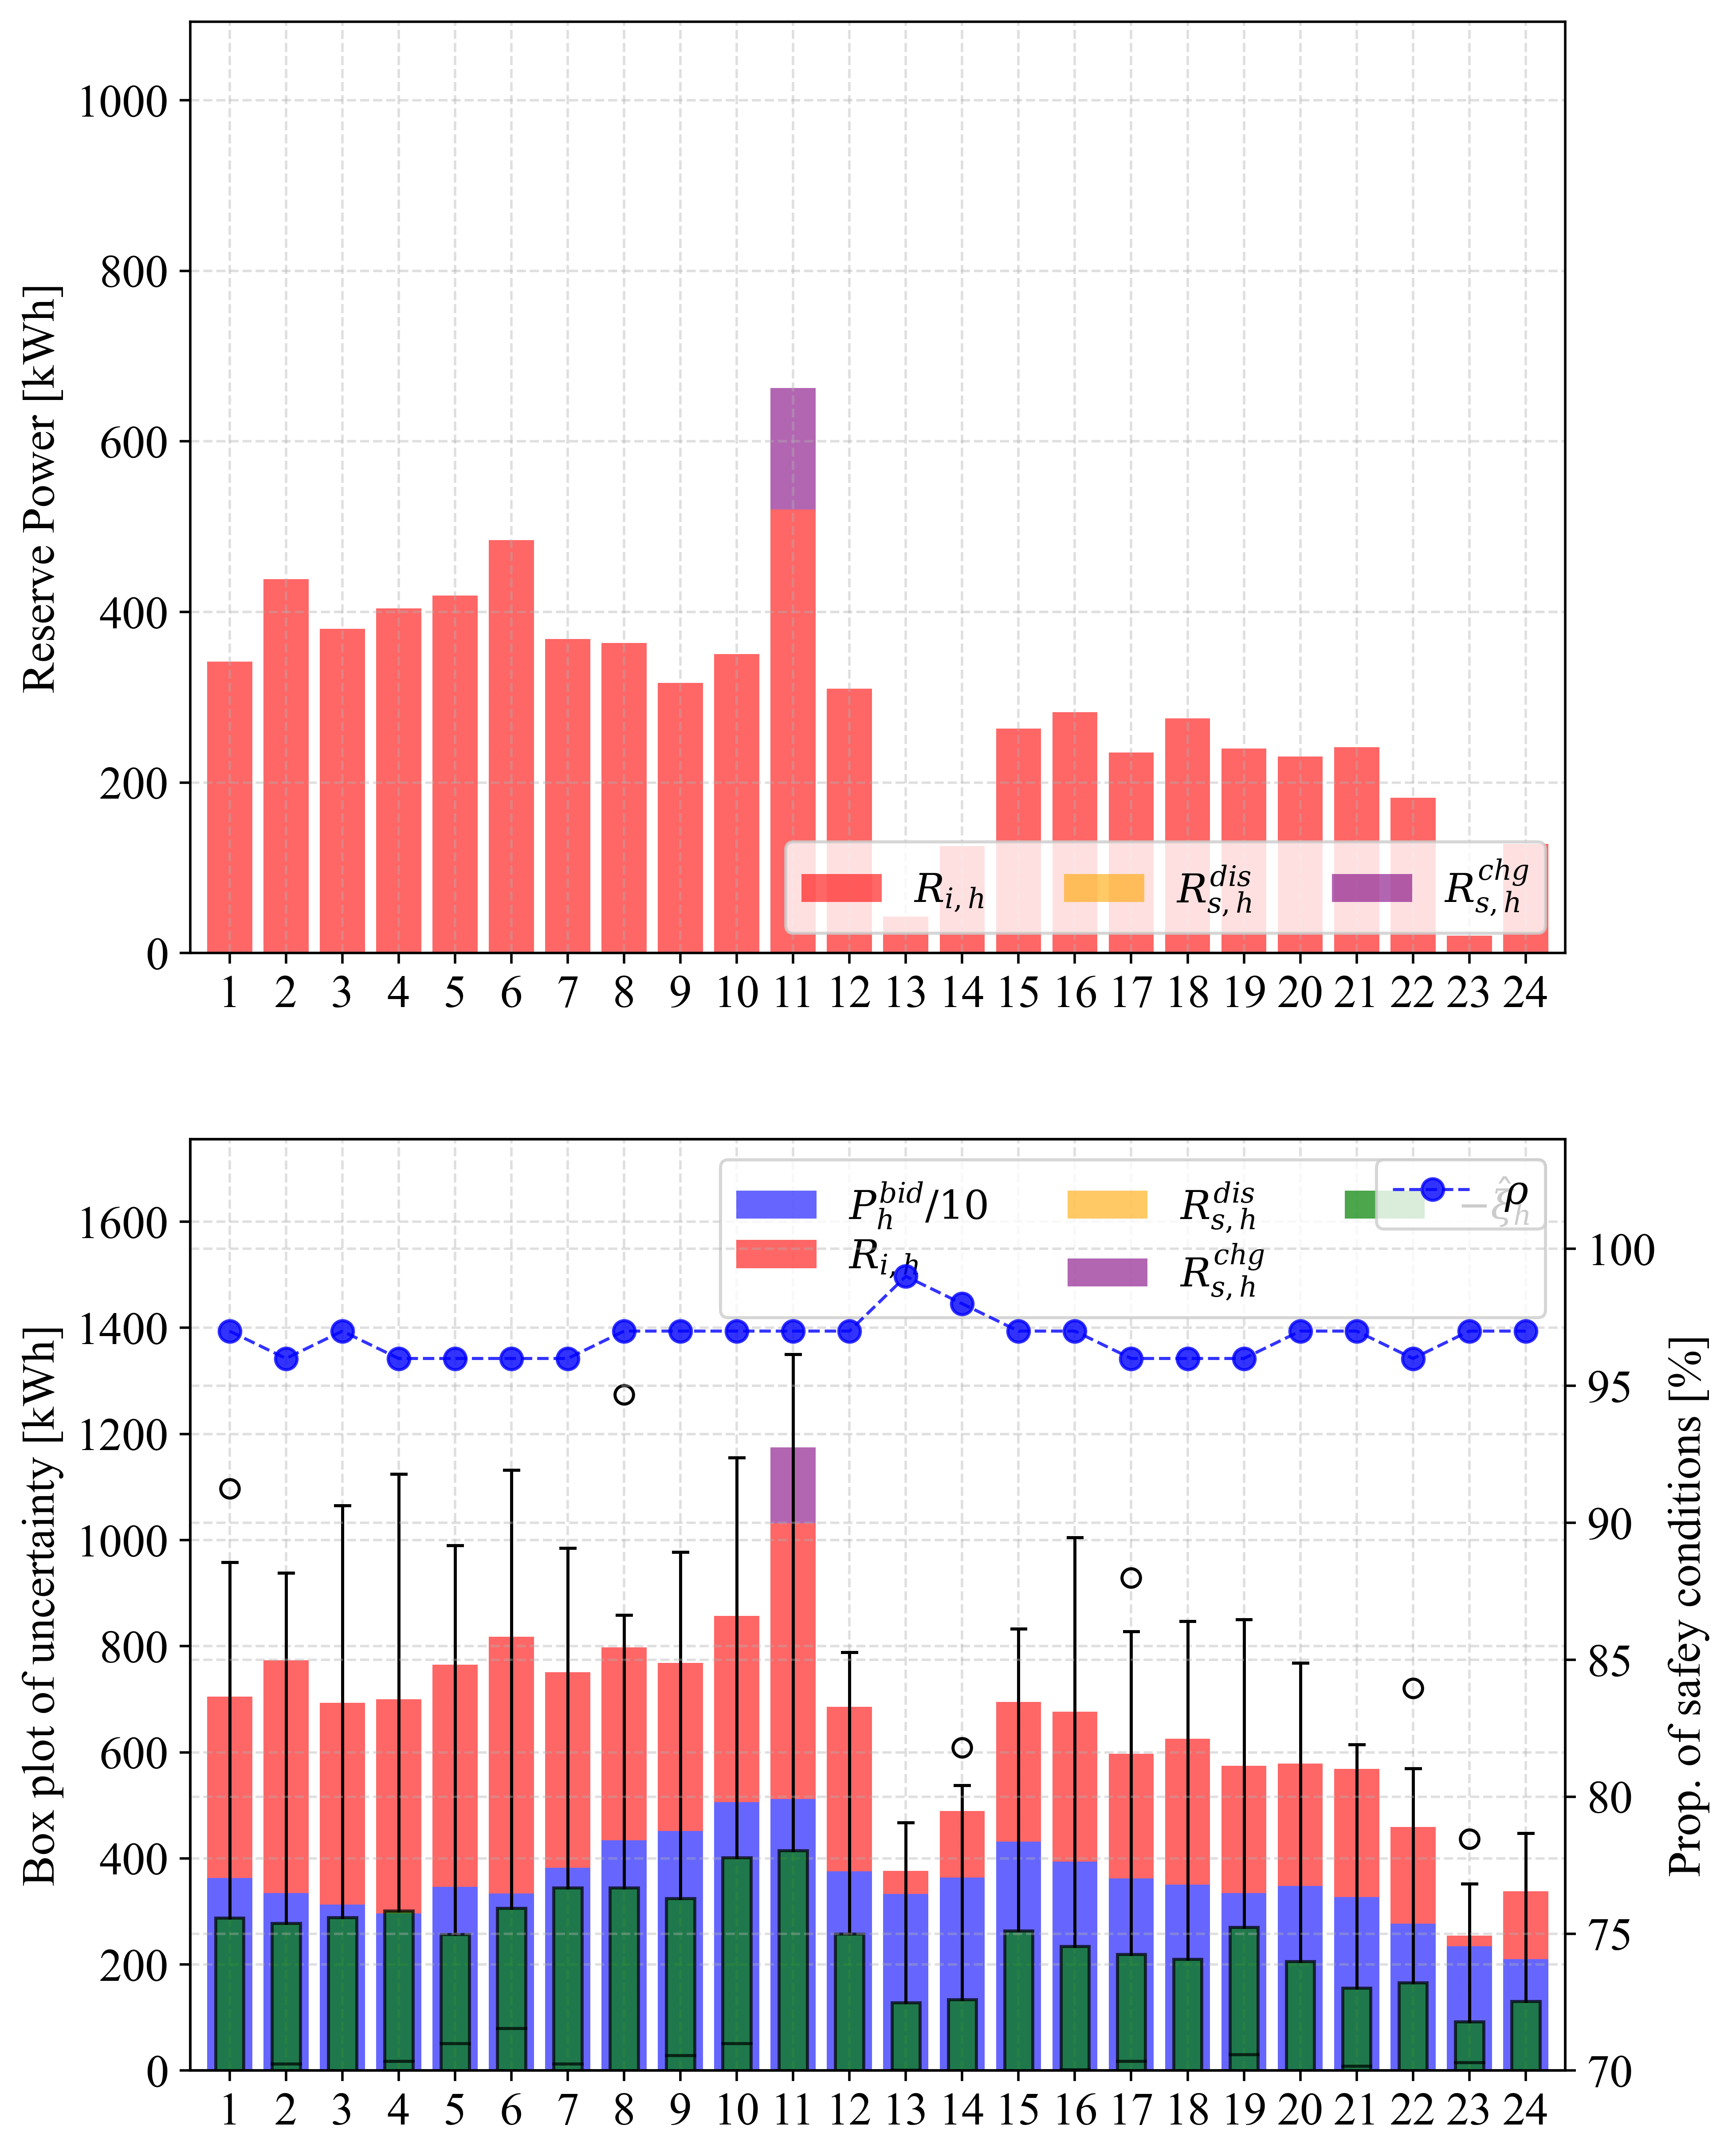 1000
800
600
400
200
0
Reserve Power [kWh]
R_{i,h} R_{s,h}^{dis} R_{s,h}^{chg}
1 2 3 4 5 6 7 8 9 10 11 12 13 14 15 16 17 18 19 20 21 22 23 24
1600
1400
1200
1000
800
600
400
200
0
Box plot of uncertainty [kWh]
P_h^{bid}/10 R_{s,h}^{dis} −\hat{ξ}_h ρ
R_{i,h} R_{s,h}^{chg}
100
95
90
85
80
75
70
Prop. of safey conditions [%]
1 2 3 4 5 6 7 8 9 10 11 12 13 14 15 16 17 18 19 20 21 22 23 24